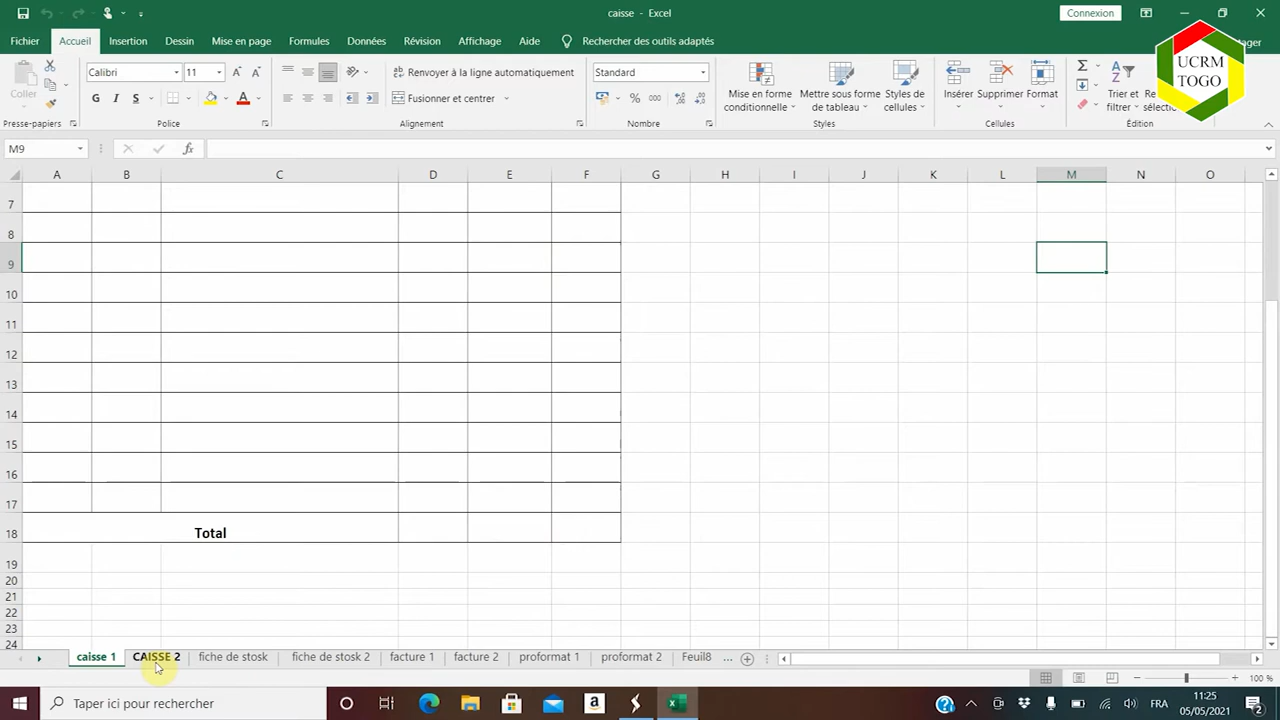 caisse - Excel
Connexion
Fichier Accueil Insertion Dessin Mise en page Formules Données Révision Affichage Aide Rechercher des outils adaptés
tager
UCRM
TOGO
Coller
Calibri 11
G I S A
Renvoyer à la ligne automatiquement
Fusionner et centrer
Standard
% 000
Mise en forme conditionnelle
Mettre sous forme de tableau
Styles de cellules
Insérer Supprimer Format
Trier et filtrer
Presse-papiers Police Alignement Nombre Styles Cellules Édition
M9 fx
A B C D E F G H I J K L M N O
7
8
9
10
11
12
13
14
15
16
17
18 Total
19
20
21
22
23
24
caisse 1 CAISSE 2 fiche de stosk fiche de stosk 2 facture 1 facture 2 proformat 1 proformat 2 Feuil8 ...
100 %
Taper ici pour rechercher
FRA
11:25
05/05/2021